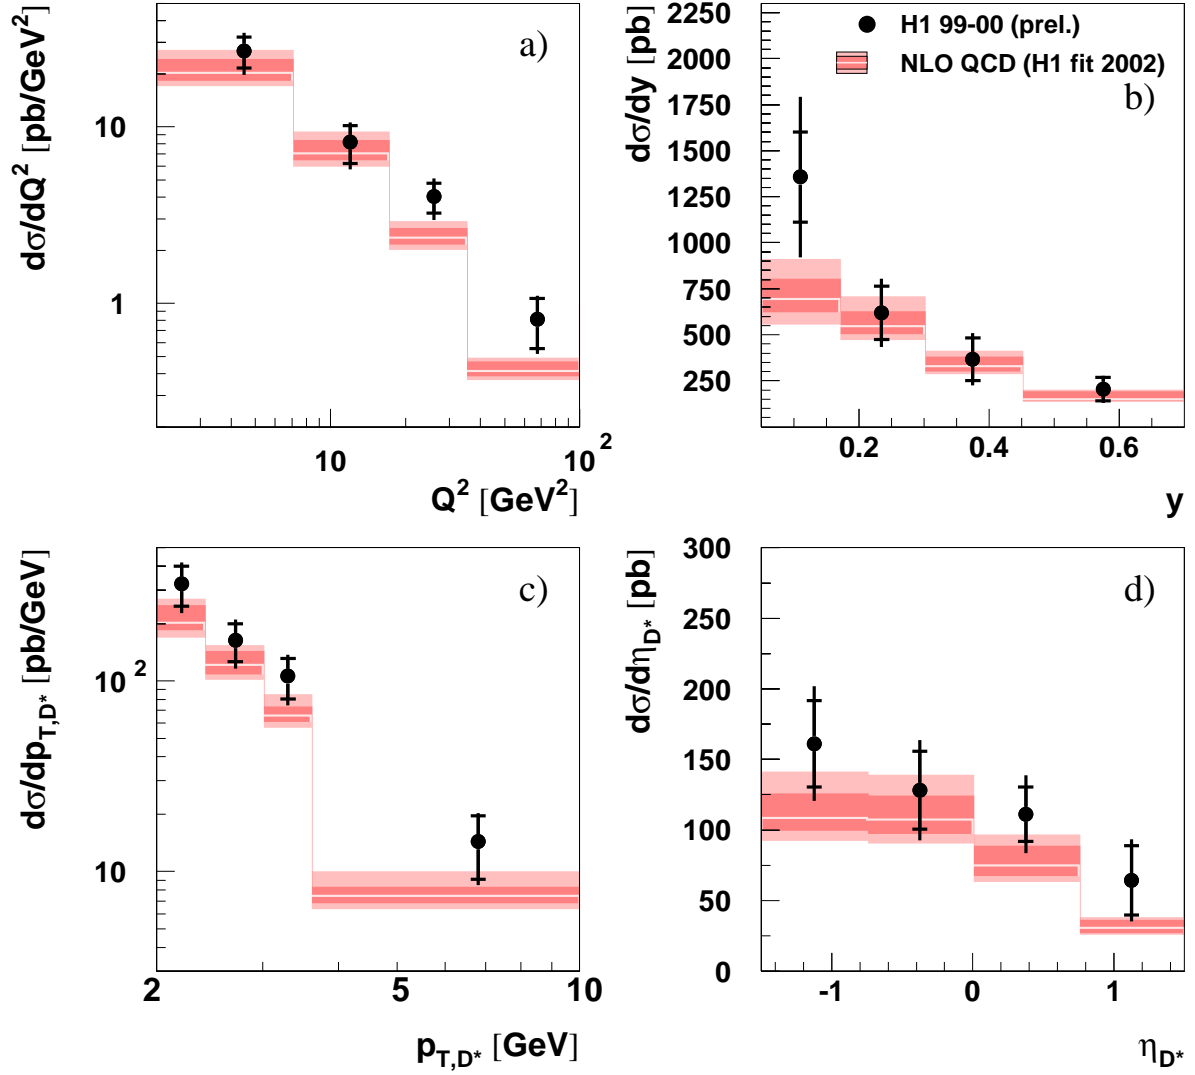 dσ/dQ² [pb/GeV²]
a)
10
1
10
10²
Q² [GeV²]
dσ/dy [pb]
H1 99-00 (prel.)
NLO QCD (H1 fit 2002)
b)
2250
2000
1750
1500
1250
1000
750
500
250
0.2
0.4
0.6
y
dσ/dp_T,D* [pb/GeV]
c)
10²
10
2
5
10
p_T,D* [GeV]
dσ/dη_D* [pb]
d)
300
250
200
150
100
50
0
-1
0
1
η_D*